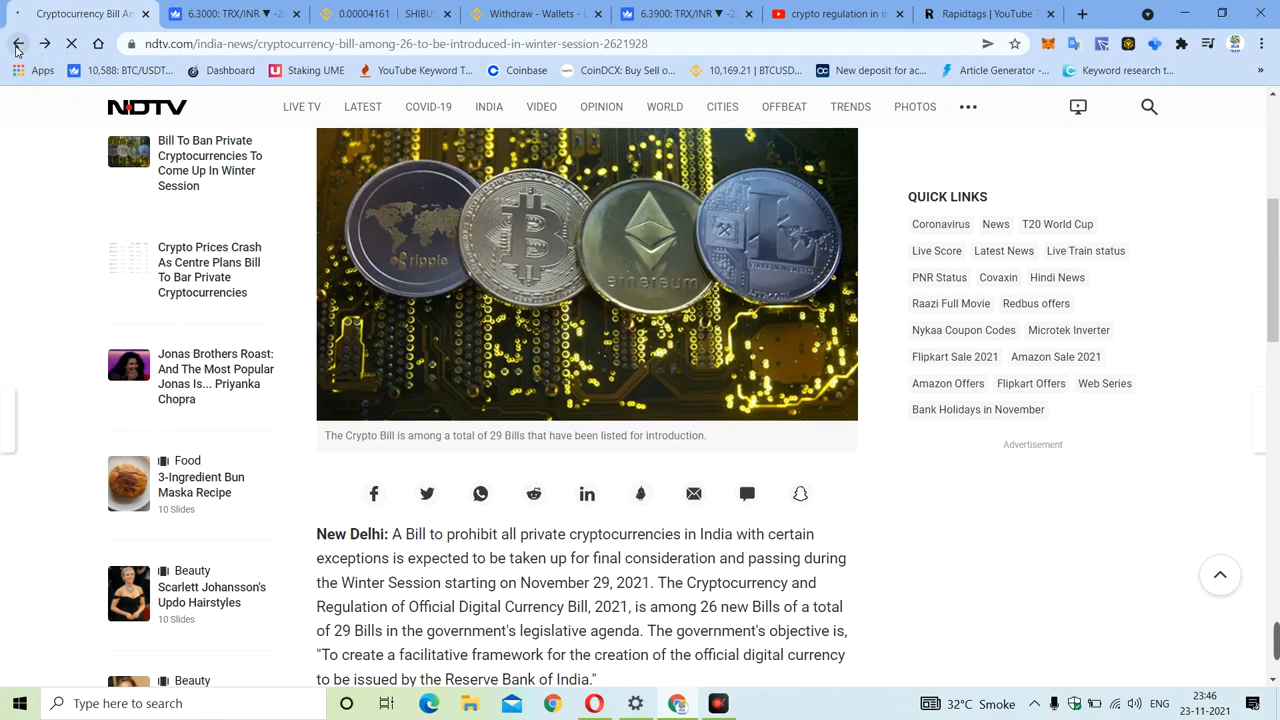 10,588: BTC/USDT |
0.00004161 | SHIBU
My Wallets - Wallets -
6.3900: TRX/INR ▼
0.00004161 | SHIBU
My Wallets - Wallets -
6.3900 TRX/INR ▼
crypto regulation in in
ndtv.com/india-news/cryptocurrency-bill-among-26-to-be-introduced-in-winter-session-2621928
Apps
10,588: BTC/USDT...
Dashboard
Staking UME
YouTube Keyword T...
Coinbase
CoinDCX: Buy Sell o...
10,169.21 | BTCUSD...
New deposit for ac...
Article Generator -...
Keyword research t...
»
NDTV
LIVE TV
LATEST
COVID-19
INDIA
VIDEO
OPINION
WORLD
CITIES
OFFBEAT
TRENDS
PHOTOS
Bill To Ban Private
Cryptocurrencies To
Come Up In Winter
Session
Crypto Prices Crash
As Centre Plans Bill
To Bar Private
Cryptocurrencies
Jonas Brothers Roast:
And The Most Popular
Jonas Is... Priyanka
Chopra
Food
3-Ingredient Bun
Maska Recipe
10 Slides
Beauty
Scarlett Johansson's
Updo Hairstyles
10 Slides
Beauty
ripple
ethereum
The Crypto Bill is among a total of 29 Bills that have been listed for introduction.
New Delhi: A Bill to prohibit all private cryptocurrencies in India with certain
exceptions is expected to be taken up for final consideration and passing during
the Winter Session starting on November 29, 2021. The Cryptocurrency and
Regulation of Official Digital Currency Bill, 2021, is among 26 new Bills of a total
of 29 Bills in the government's legislative agenda. The government's objective is,
"To create a facilitative framework for the creation of the official digital currency
to be issued by the Reserve Bank of India."
QUICK LINKS
Coronavirus
News
T20 World Cup
Live Score
News
Live Train status
PNR Status
Covaxin
Hindi News
Raazi Full Movie
Redbus offers
Nykaa Coupon Codes
Microtek Inverter
Flipkart Sale 2021
Amazon Sale 2021
Amazon Offers
Flipkart Offers
Web Series
Bank Holidays in November
Advertisement
Type here to search
32°C Smoke
ENG
23:46
23-11-2021